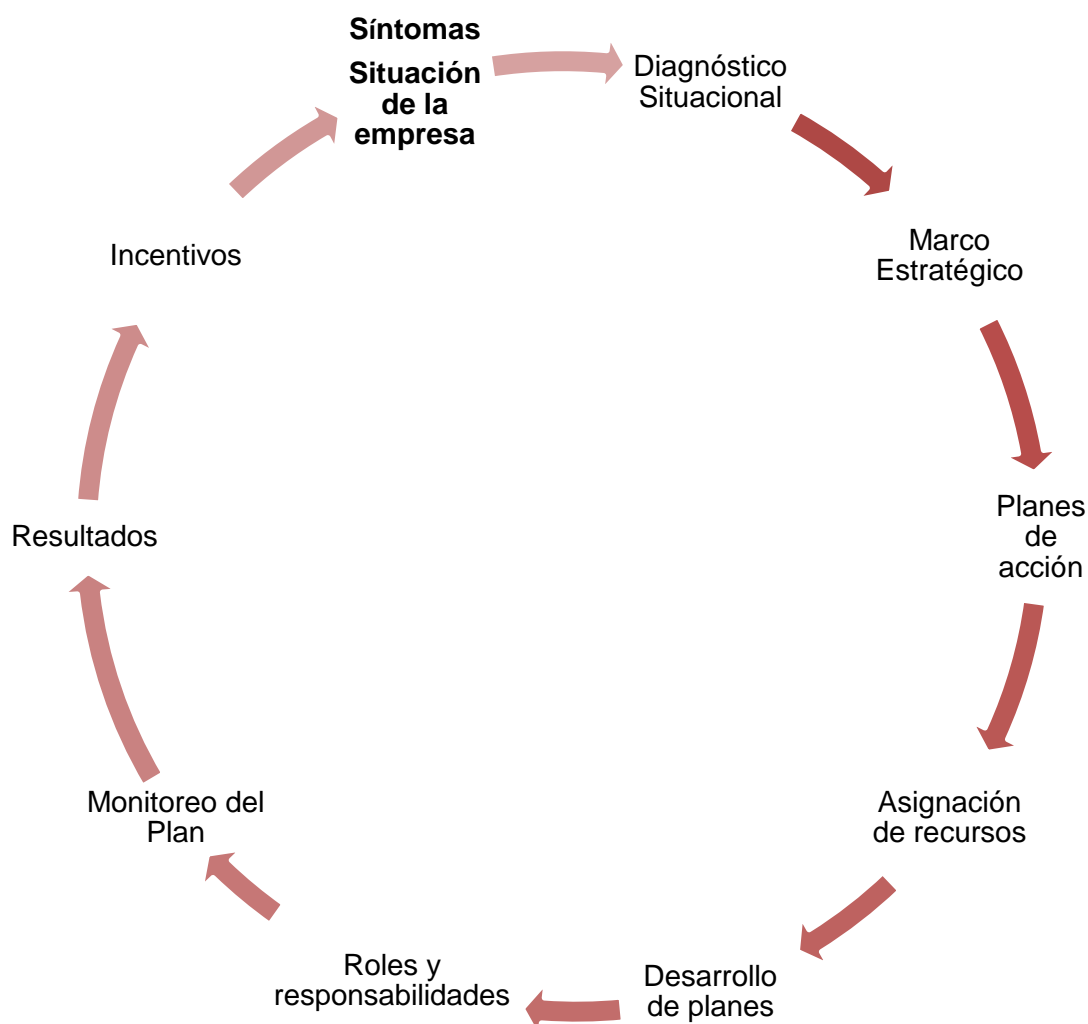 Síntomas
Situación
de la
empresa
Diagnóstico
Situacional
Marco
Estratégico
Planes
de
acción
Asignación
de recursos
Desarrollo
de planes
Roles y
responsabilidades
Monitoreo del
Plan
Resultados
Incentivos